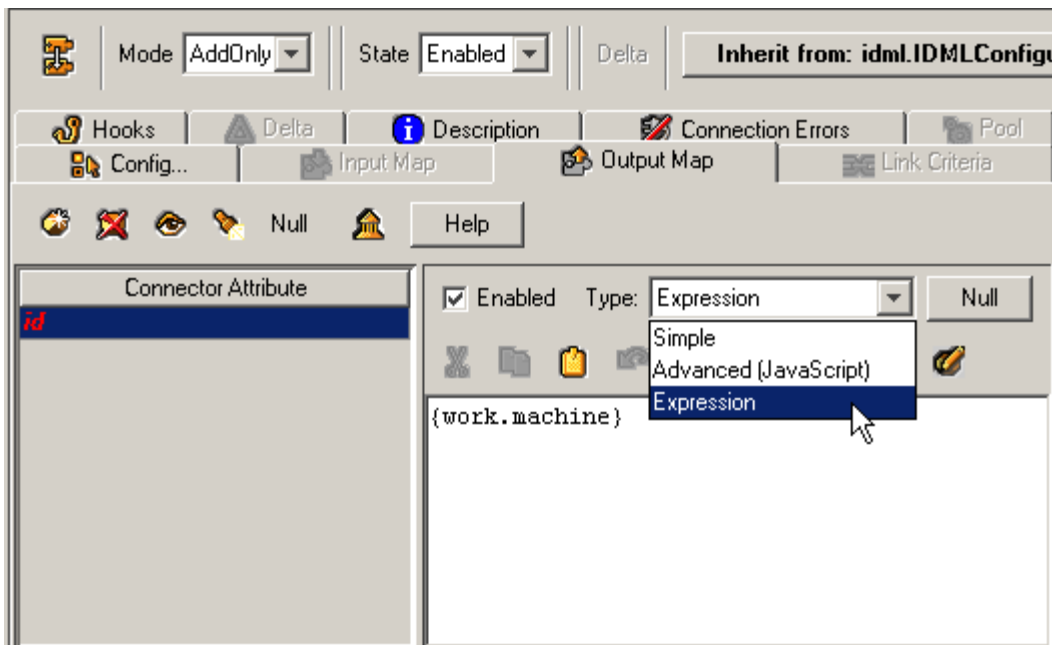 Mode AddOnly State Enabled Delta Inherit from: idml.IDMLConfigu
Hooks Delta Description Connection Errors Pool
Config... Input Map Output Map Link Criteria
Null Help
Connector Attribute
id
Enabled Type: Expression Null
Simple
Advanced (JavaScript)
Expression
{work.machine}